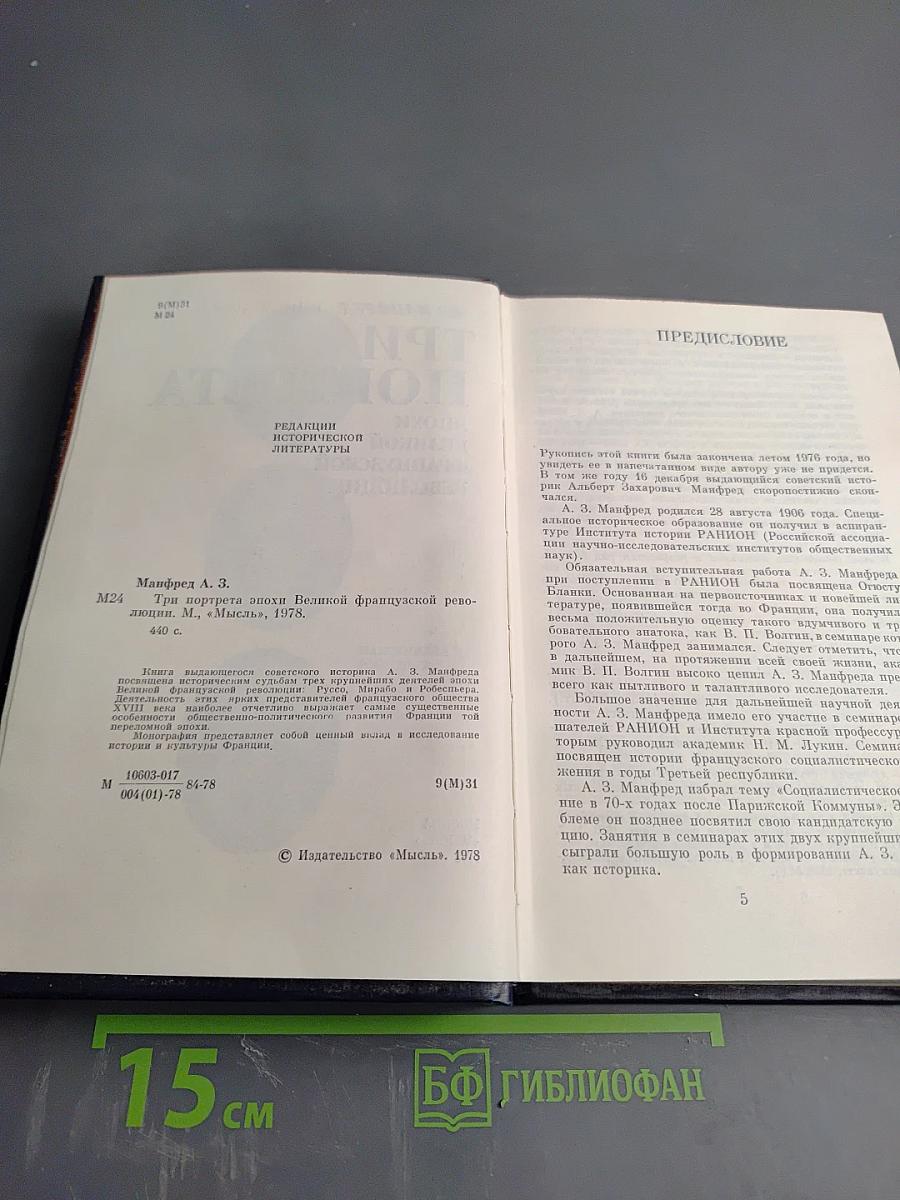 9(М)31
М 24
РЕДАКЦИИ
ИСТОРИЧЕСКОЙ
ЛИТЕРАТУРЫ
Манфред А. З.
М24 Три портрета эпохи Великой французской рево-
люции. М., «Мысль», 1978.
440 с.
Книга выдающегося советского историка А. З. Манфреда
посвящена историческим судьбам трех крупнейших деятелей эпохи
Великой французской революции: Руссо, Мирабо и Робеспьера.
Деятельность этих ярких представителей французского общества
XVIII века наиболее отчетливо выражает самые существенные
особенности общественно-политического развития Франции той
переломной эпохи.
Монография представляет собой ценный вклад в исследование
истории и культуры Франции.
М 10603-017 84-78 9(М)31
004(01)-78
© Издательство «Мысль». 1978
ПРЕДИСЛОВИЕ
Рукопись этой книги была закончена летом 1976 года, но
увидеть ее в напечатанном виде автору уже не придется.
В том же году 16 декабря выдающийся советский исто-
рик Альберт Захарович Манфред скоропостижно скон-
чался.
А. З. Манфред родился 28 августа 1906 года. Специ-
альное историческое образование он получил в аспиран-
туре Института истории РАНИОН (Российской ассоциа-
ции научно-исследовательских институтов общественных
наук).
Обязательная вступительная работа А. З. Манфреда
при поступлении в РАНИОН была посвящена Огюсту
Бланки. Основанная на первоисточниках и новейшей ли-
тературе, появившейся тогда во Франции, она получил
весьма положительную оценку такого вдумчивого и тр
бовательного знатока, как В. П. Волгин, в семинаре кот
рого А. З. Манфред занимался. Следует отметить, что
в дальнейшем, на протяжении всей своей жизни, ака
мик В. П. Волгин высоко ценил А. З. Манфреда пре
всего как пытливого и талантливого исследователя.
Большое значение для дальнейшей научной дея
ности А. З. Манфреда имело его участие в семинаре
шателей РАНИОН и Института красной профессур
торым руководил академик Н. М. Лукин. Семина
посвящен истории французского социалистическо
жения в годы Третьей республики.
А. З. Манфред избрал тему «Социалистическое
ние в 70-х годах после Парижской Коммуны». Э
блеме он позднее посвятил свою кандидатскую
цию. Занятия в семинарах этих двух крупнейши
сыграли большую роль в формировании А. З.
как историка.
5
15 см
БФ ГИБЛИОФАН